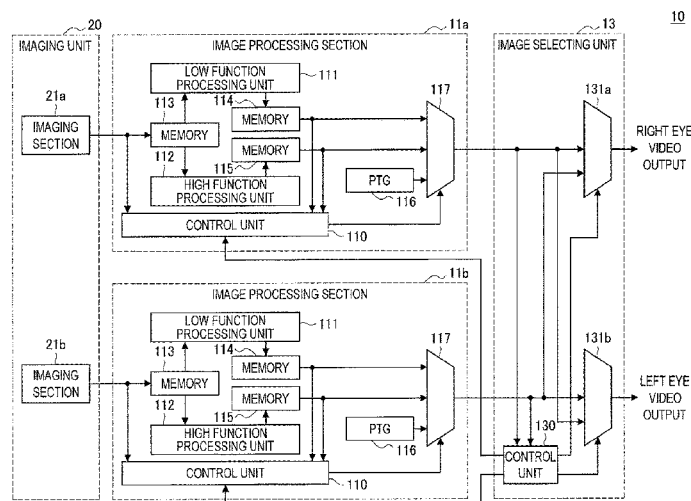 10
20
IMAGING UNIT
11a
IMAGE PROCESSING SECTION
13
IMAGE SELECTING UNIT
LOW FUNCTION
PROCESSING UNIT
111
21a
IMAGING
SECTION
113
MEMORY
114
MEMORY
MEMORY
115
112
HIGH FUNCTION
PROCESSING UNIT
117
PTG
116
CONTROL UNIT
110
131a
RIGHT EYE
VIDEO
OUTPUT
11b
IMAGE PROCESSING SECTION
LOW FUNCTION
PROCESSING UNIT
111
21b
IMAGING
SECTION
113
MEMORY
114
MEMORY
MEMORY
115
112
HIGH FUNCTION
PROCESSING UNIT
117
PTG
116
CONTROL UNIT
110
131b
LEFT EYE
VIDEO
OUTPUT
130
CONTROL
UNIT